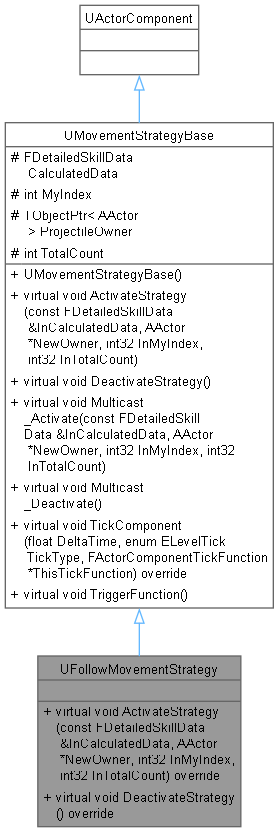 UActorComponent
UMovementStrategyBase
# FDetailedSkillData
CalculatedData
# int MyIndex
# TObjectPtr< AActor
> ProjectileOwner
# int TotalCount
+ UMovementStrategyBase()
+ virtual void ActivateStrategy
(const FDetailedSkillData
&InCalculatedData, AActor
*NewOwner, int32 InMyIndex,
int32 InTotalCount)
+ virtual void DeactivateStrategy()
+ virtual void Multicast
_Activate(const FDetailedSkill
Data &InCalculatedData, AActor
*NewOwner, int32 InMyIndex, int32
InTotalCount)
+ virtual void Multicast
_Deactivate()
+ virtual void TickComponent
(float DeltaTime, enum ELevelTick
TickType, FActorComponentTickFunction
*ThisTickFunction) override
+ virtual void TriggerFunction()
UFollowMovementStrategy
+ virtual void ActivateStrategy
(const FDetailedSkillData
&InCalculatedData, AActor
*NewOwner, int32 InMyIndex,
int32 InTotalCount) override
+ virtual void DeactivateStrategy
() override